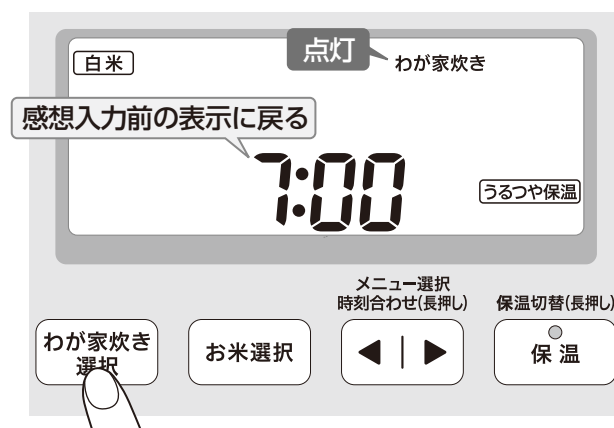 点灯
白米
わが家炊き
感想入力前の表示に戻る
7:00
うるつや保温
メニュー選択
時刻合わせ(長押し)
保温切替(長押し)
わが家炊き
選択
お米選択
◀ | ▶
保温